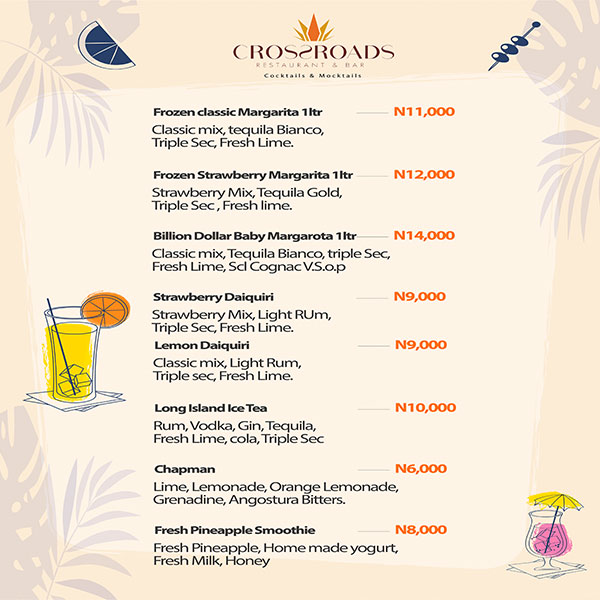 CROSSROADS
RESTAURANT & BAR
Cocktails & Mocktails
Frozen classic Margarita 1ltr N11,000
Classic mix, tequila Bianco,
Triple Sec, Fresh Lime.
Frozen Strawberry Margarita 1ltr N12,000
Strawberry Mix, Tequila Gold,
Triple Sec , Fresh lime.
Billion Dollar Baby Margarota 1ltr N14,000
Classic mix, Tequila Bianco, triple Sec,
Fresh Lime, Scl Cognac V.S.o.p
Strawberry Daiquiri N9,000
Strawberry Mix, Light RUm,
Triple Sec, Fresh Lime.
Lemon Daiquiri N9,000
Classic mix, Light Rum,
Triple sec, Fresh Lime.
Long Island Ice Tea N10,000
Rum, Vodka, Gin, Tequila,
Fresh Lime, cola, Triple Sec
Chapman N6,000
Lime, Lemonade, Orange Lemonade,
Grenadine, Angostura Bitters.
Fresh Pineapple Smoothie N8,000
Fresh Pineapple, Home made yogurt,
Fresh Milk, Honey